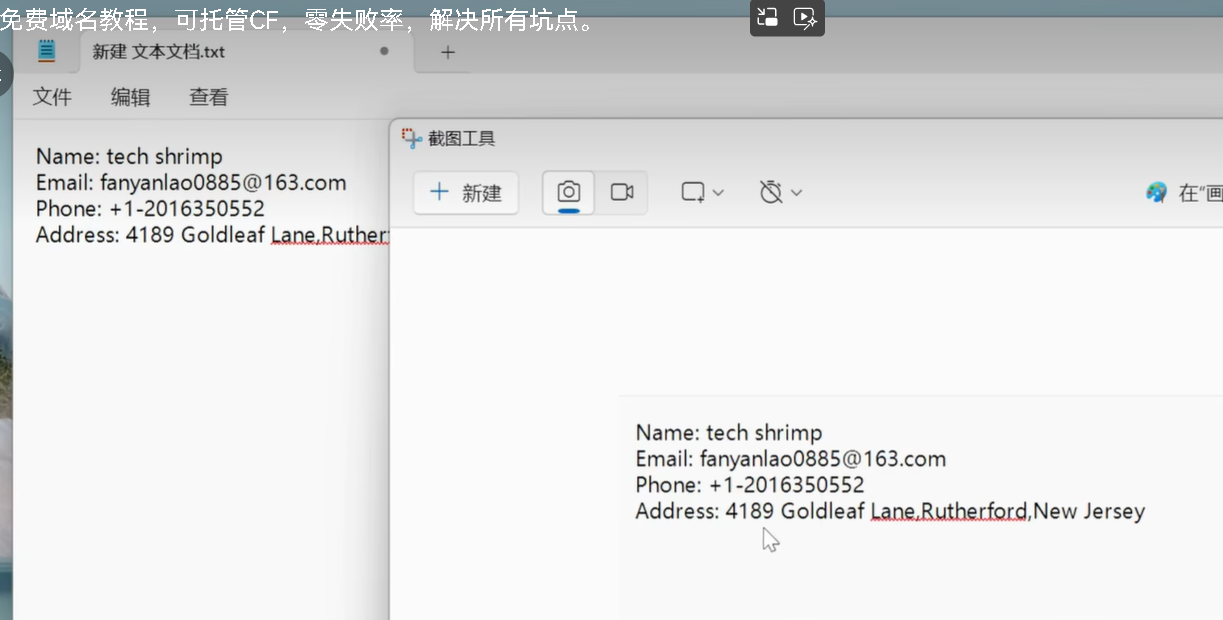 免费域名教程，可托管CF，零失败率，解决所有坑点。
新建 文本文档.txt
文件 编辑 查看
Name: tech shrimp
Email: fanyanlao0885@163.com
Phone: +1-2016350552
Address: 4189 Goldleaf Lane,Ruther
截图工具
新建
在“画
Name: tech shrimp
Email: fanyanlao0885@163.com
Phone: +1-2016350552
Address: 4189 Goldleaf Lane,Rutherford,New Jersey